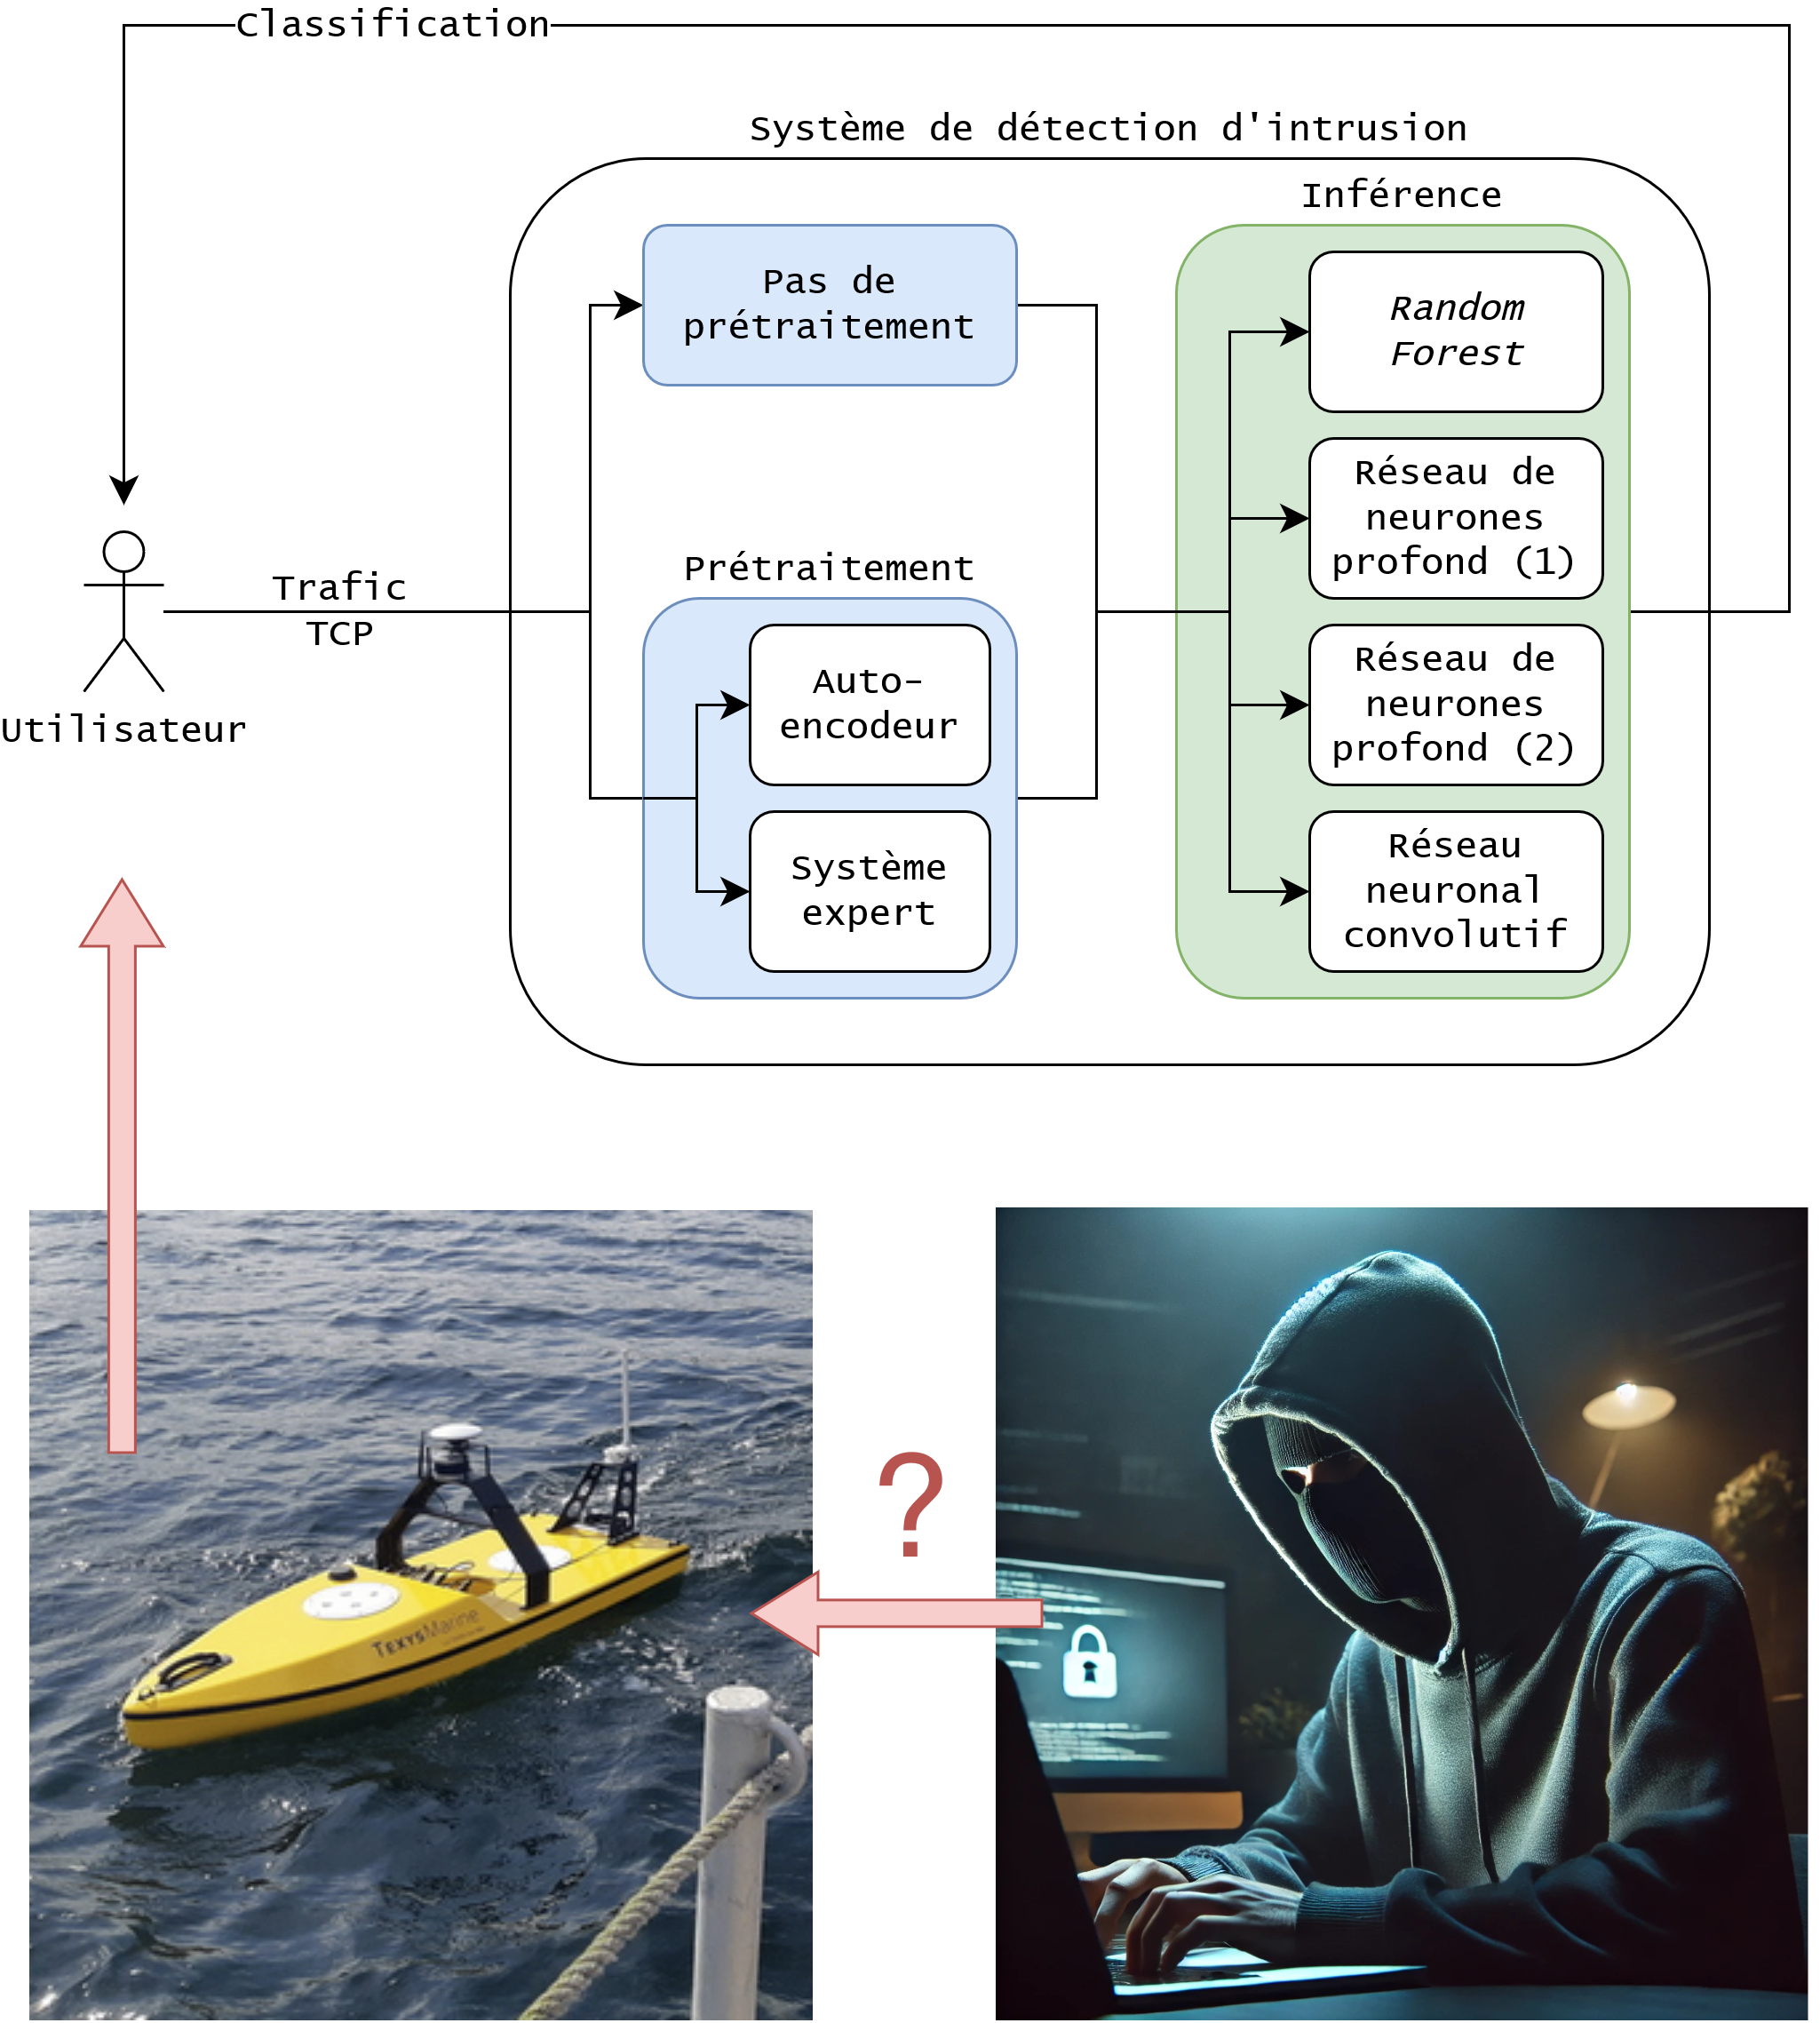 Classification
Système de détection d'intrusion
Inférence
Pas de
prétraitement
Random
Forest
Réseau de
neurones
profond (1)
Prétraitement
Trafic
TCP
Utilisateur
Auto-
encodeur
Système
expert
Réseau de
neurones
profond (2)
Réseau
neuronal
convolutif
?
TEXYSMarine